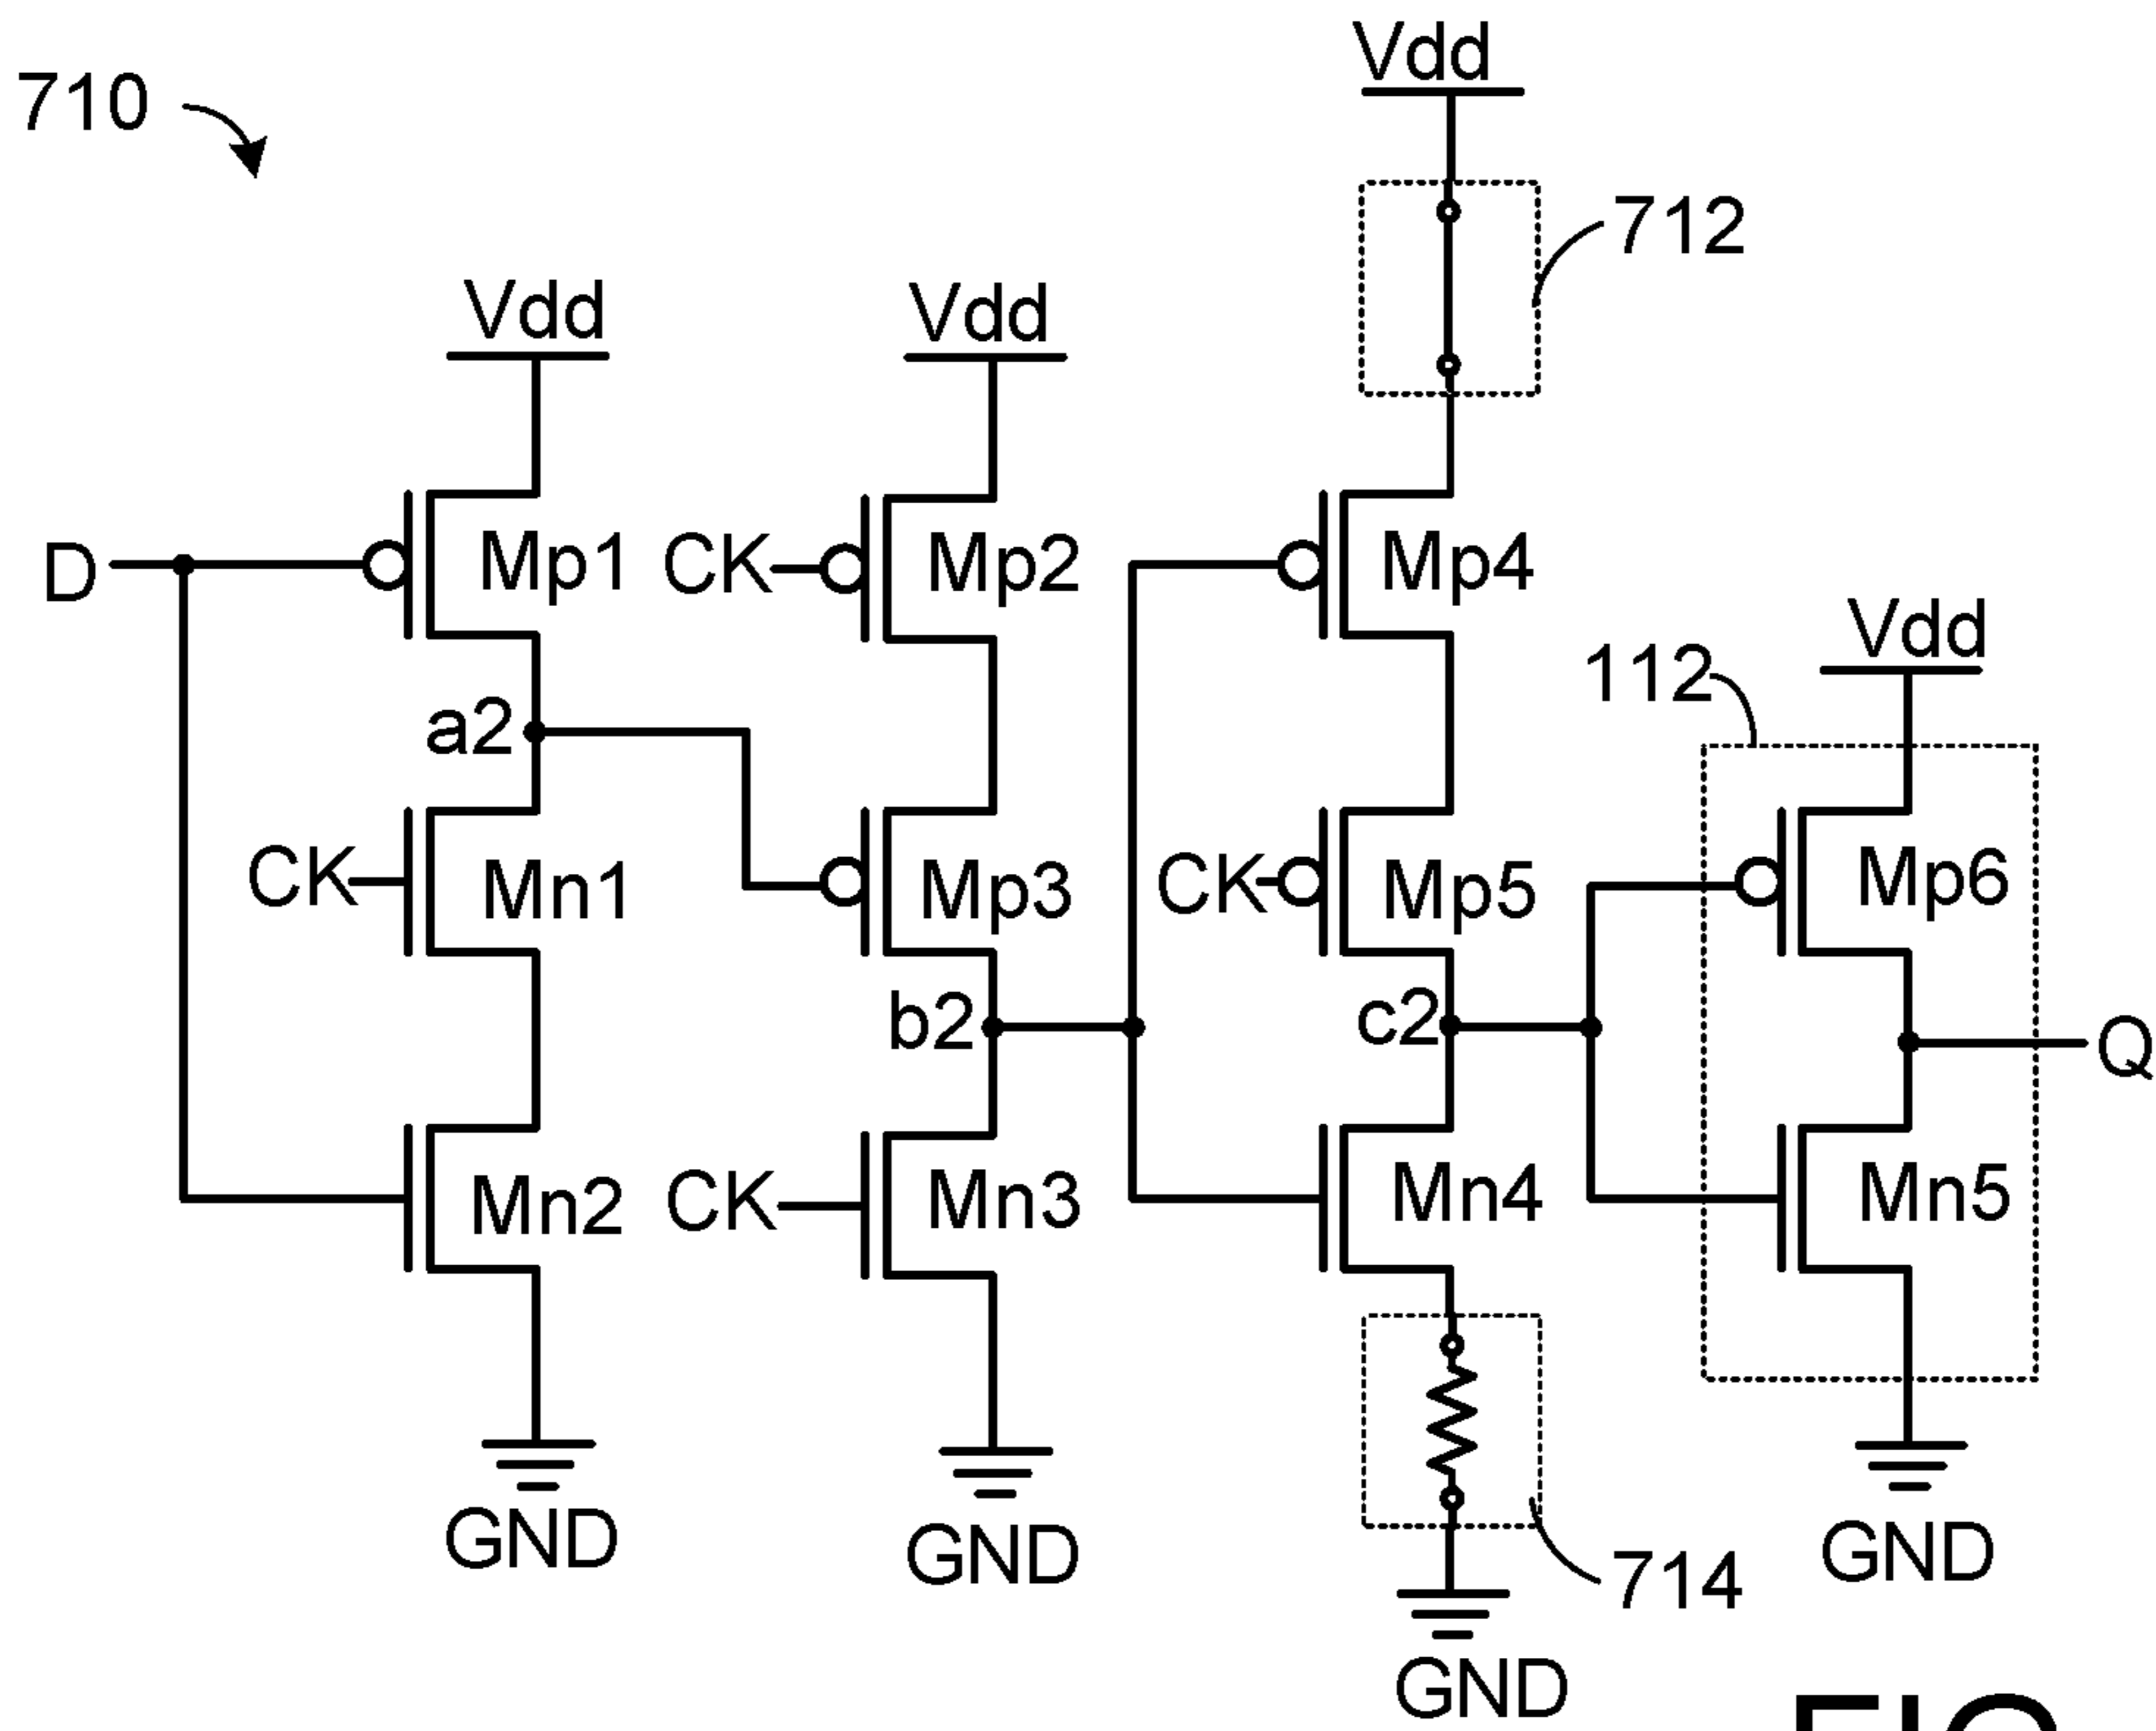 710
Vdd
712
Vdd
Vdd
D
Mp1
CK
Mp2
Mp4
Vdd
112
a2
CK
Mn1
Mp3
CK
Mp5
Mp6
b2
c2
Q
Mn2
CK
Mn3
Mn4
Mn5
GND
GND
714
GND
GND